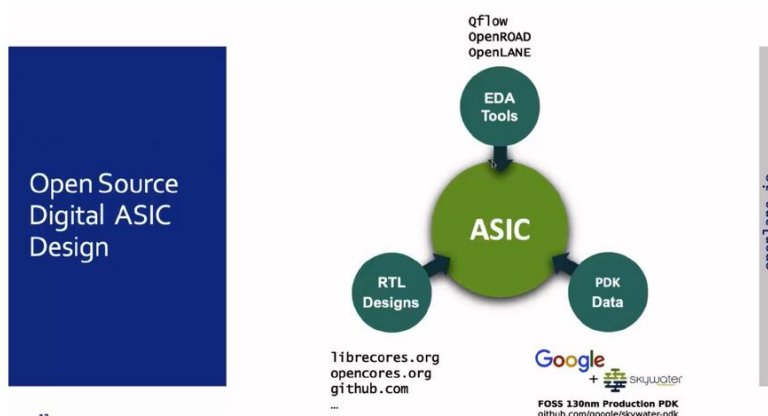 Open Source
Digital ASIC
Design
Qflow
OpenROAD
OpenLANE
EDA
Tools
ASIC
RTL
Designs
PDK
Data
librecores.org
opencores.org
github.com
…
Google
+ skywater
FOSS 130nm Production PDK
github.com/google/skywater-pdk